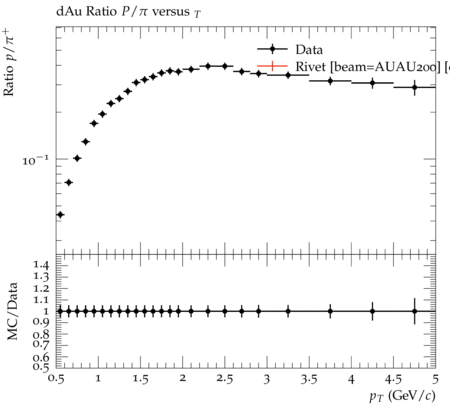 dAu Ratio P/π versus T
Ratio p/π⁺
Data
Rivet [beam=AUAU200] [
10⁻¹
MC/Data
1.4
1.3
1.2
1.1
1
0.9
0.8
0.7
0.6
0.5
0.5 1 1.5 2 2.5 3 3.5 4 4.5 5
pT (GeV/c)